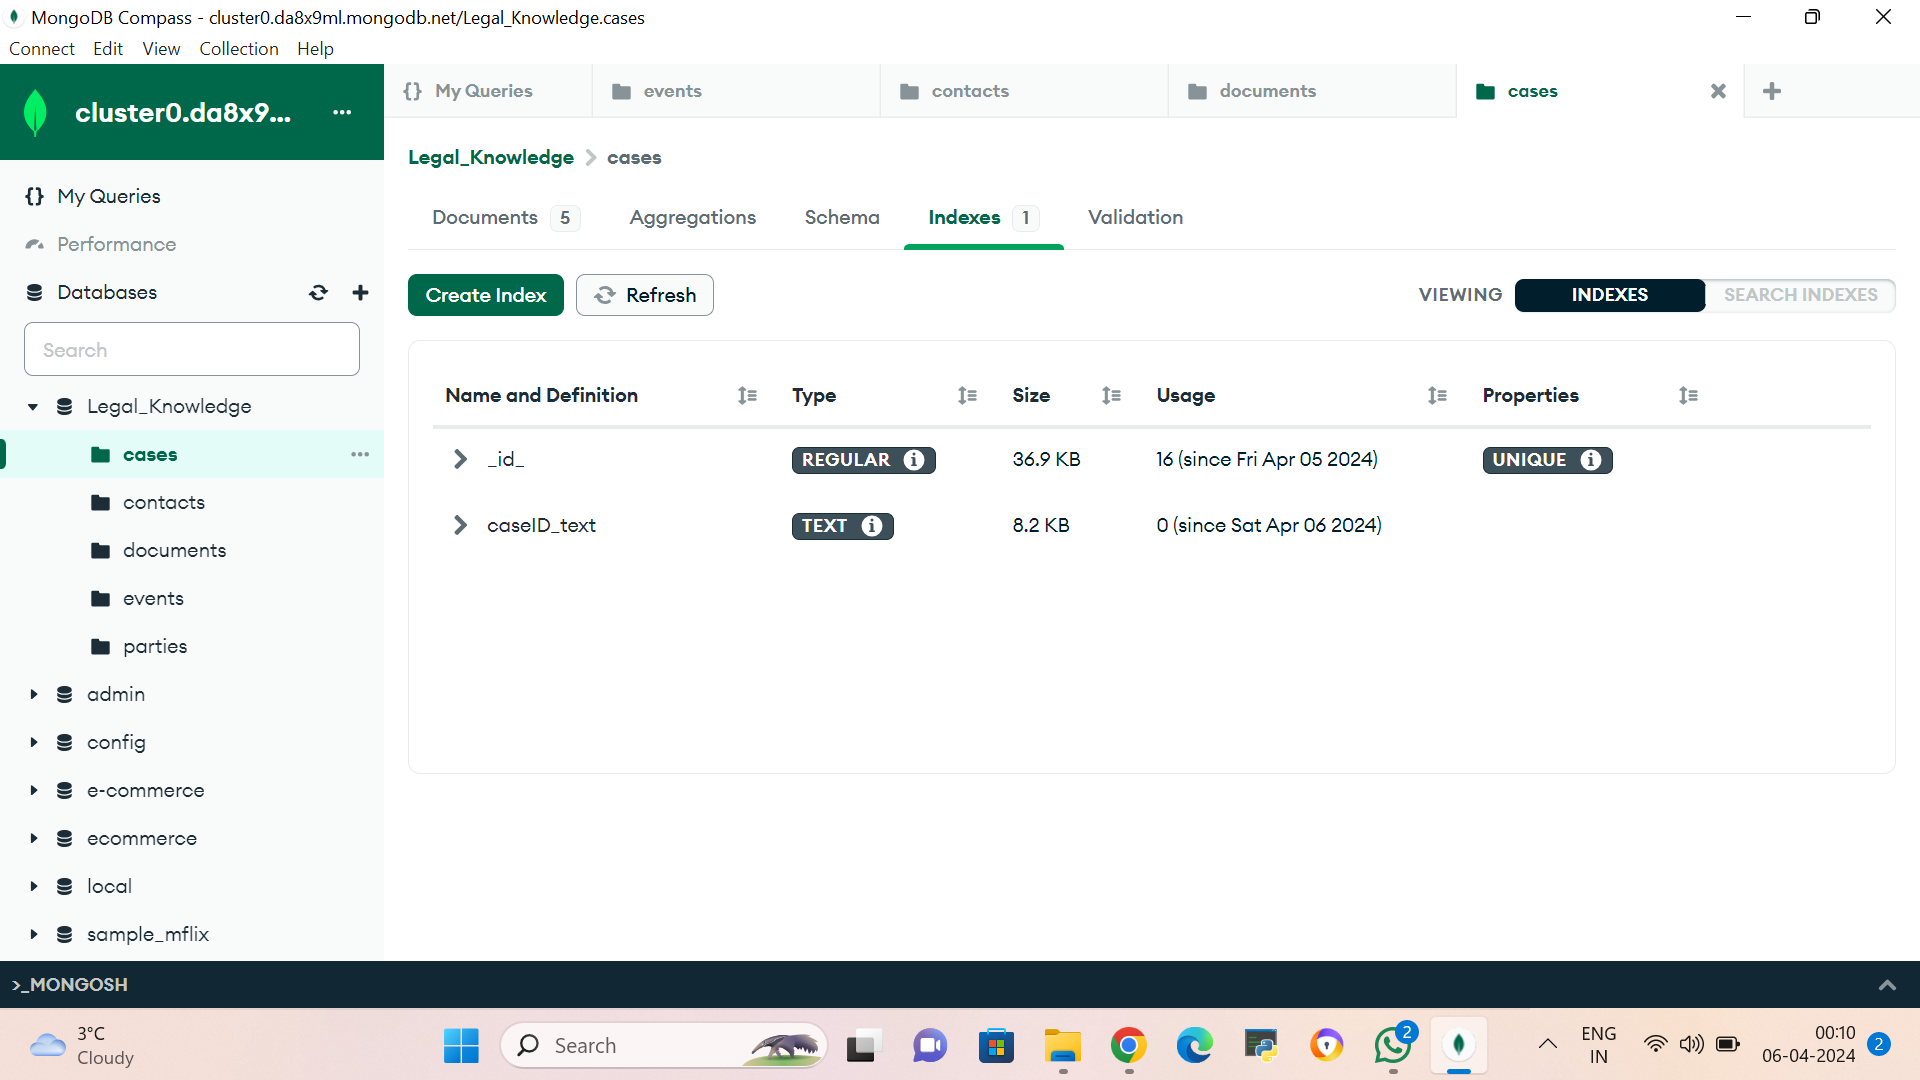 MongoDB Compass - cluster0.da8x9ml.mongodb.net/Legal_Knowledge.cases
Connect Edit View Collection Help
cluster0.da8x9...
My Queries
Performance
Databases
Search
Legal_Knowledge
cases
contacts
documents
events
parties
admin
config
e-commerce
ecommerce
local
sample_mflix
{} My Queries events contacts documents cases
Legal_Knowledge > cases
Documents 5 Aggregations Schema Indexes 1 Validation
Create Index Refresh VIEWING INDEXES SEARCH INDEXES
Name and Definition Type Size Usage Properties
_id_ REGULAR 36.9 KB 16 (since Fri Apr 05 2024) UNIQUE
caseID_text TEXT 8.2 KB 0 (since Sat Apr 06 2024)
>_MONGOSH
3°C
Cloudy
Search
2
ENG
IN
00:10
06-04-2024
2